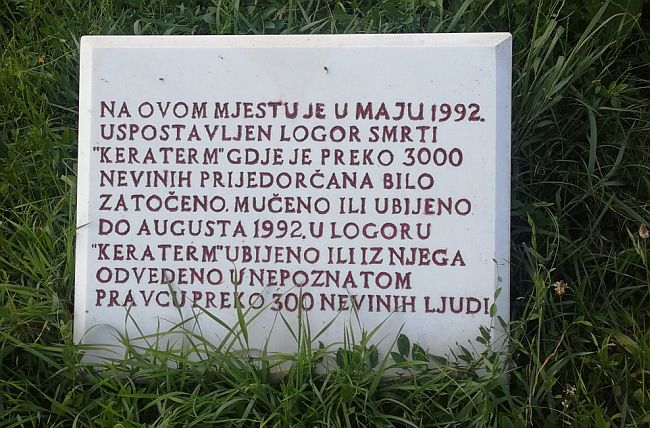 NA OVOM MJESTU JE U MAJU 1992.
USPOSTAVLJEN LOGOR SMRTI
"KERATERM" GDJE JE PREKO 3000
NEVINIH PRIJEDORČANA BILO
ZATOČENO, MUČENO ILI UBIJENO
DO AUGUSTA 1992. U LOGORU
"KERATERM" UBIJENO ILI IZ NJEGA
ODVEDENO U NEPOZNATOM
PRAVCU PREKO 300 NEVINIH LJUDI